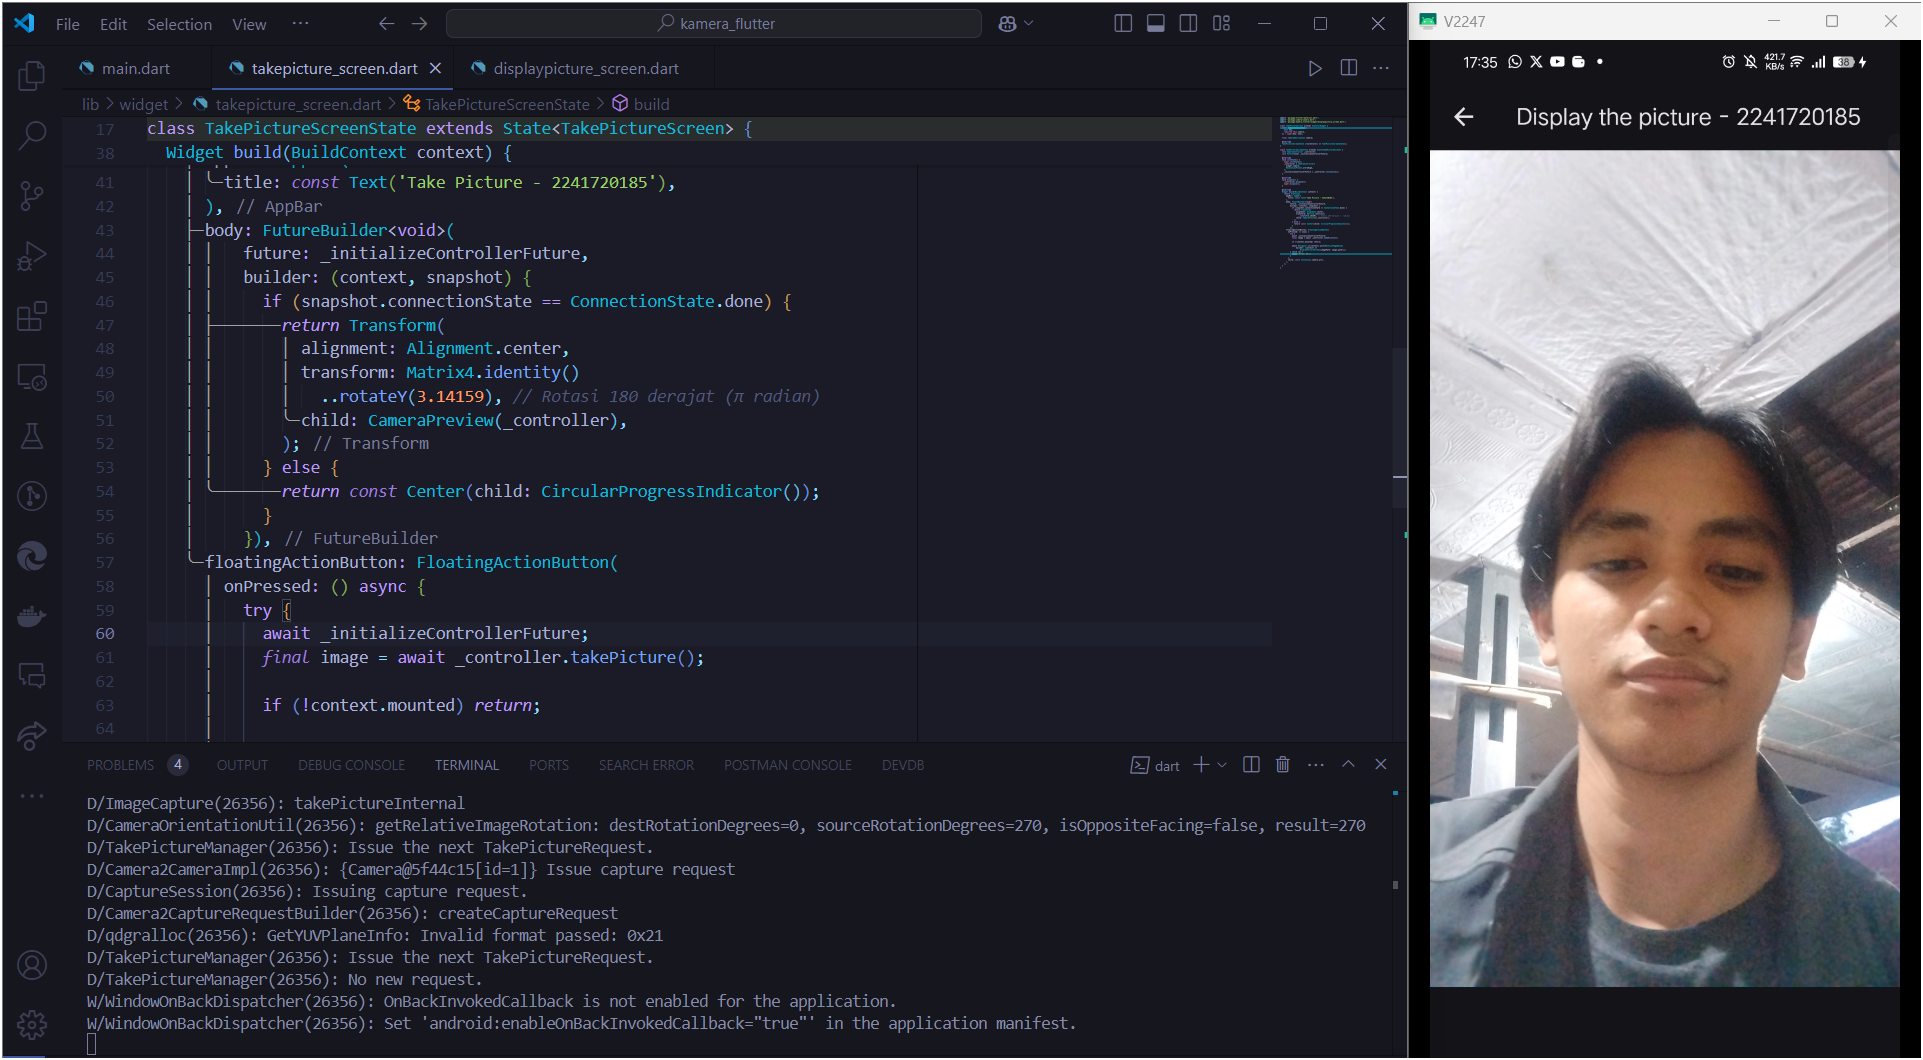 File Edit Selection View ··· kamera_flutter
main.dart takepicture_screen.dart displaypicture_screen.dart
lib > widget > takepicture_screen.dart > TakePictureScreenState > build
17 class TakePictureScreenState extends State<TakePictureScreen> {
38 Widget build(BuildContext context) {
41 title: const Text('Take Picture - 2241720185'),
42 ), // AppBar
43 body: FutureBuilder<void>(
44 future: _initializeControllerFuture,
45 builder: (context, snapshot) {
46 if (snapshot.connectionState == ConnectionState.done) {
47 return Transform(
48 alignment: Alignment.center,
49 transform: Matrix4.identity()
50 ..rotateY(3.14159), // Rotasi 180 derajat (π radian)
51 child: CameraPreview(_controller),
52 ); // Transform
53 } else {
54 return const Center(child: CircularProgressIndicator());
55 }
56 }), // FutureBuilder
57 floatingActionButton: FloatingActionButton(
58 onPressed: () async {
59 try {
60 await _initializeControllerFuture;
61 final image = await _controller.takePicture();
62
63 if (!context.mounted) return;
64
PROBLEMS 4 OUTPUT DEBUG CONSOLE TERMINAL PORTS SEARCH ERROR POSTMAN CONSOLE DEVDB dart
D/ImageCapture(26356): takePictureInternal
D/CameraOrientationUtil(26356): getRelativeImageRotation: destRotationDegrees=0, sourceRotationDegrees=270, isOppositeFacing=false, result=270
D/TakePictureManager(26356): Issue the next TakePictureRequest.
D/Camera2CameraImpl(26356): {Camera@5f44c15[id=1]} Issue capture request
D/CaptureSession(26356): Issuing capture request.
D/Camera2CaptureRequestBuilder(26356): createCaptureRequest
D/qdgralloc(26356): GetYUVPlaneInfo: Invalid format passed: 0x21
D/TakePictureManager(26356): Issue the next TakePictureRequest.
D/TakePictureManager(26356): No new request.
W/WindowOnBackDispatcher(26356): OnBackInvokedCallback is not enabled for the application.
W/WindowOnBackDispatcher(26356): Set 'android:enableOnBackInvokedCallback="true"' in the application manifest.
V2247
17:35 421.7 KB/s 38
Display the picture - 2241720185